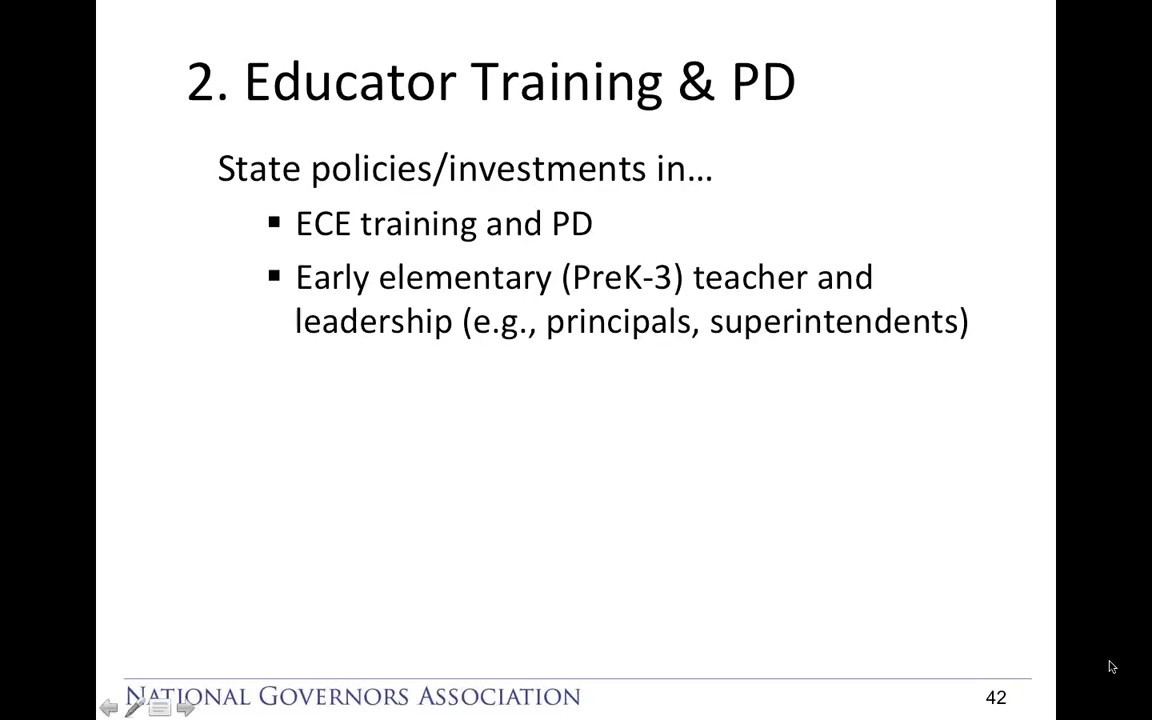 2. Educator Training & PD
State policies/investments in…
▪ ECE training and PD
▪ Early elementary (PreK-3) teacher and
leadership (e.g., principals, superintendents)
NATIONAL GOVERNORS ASSOCIATION
42